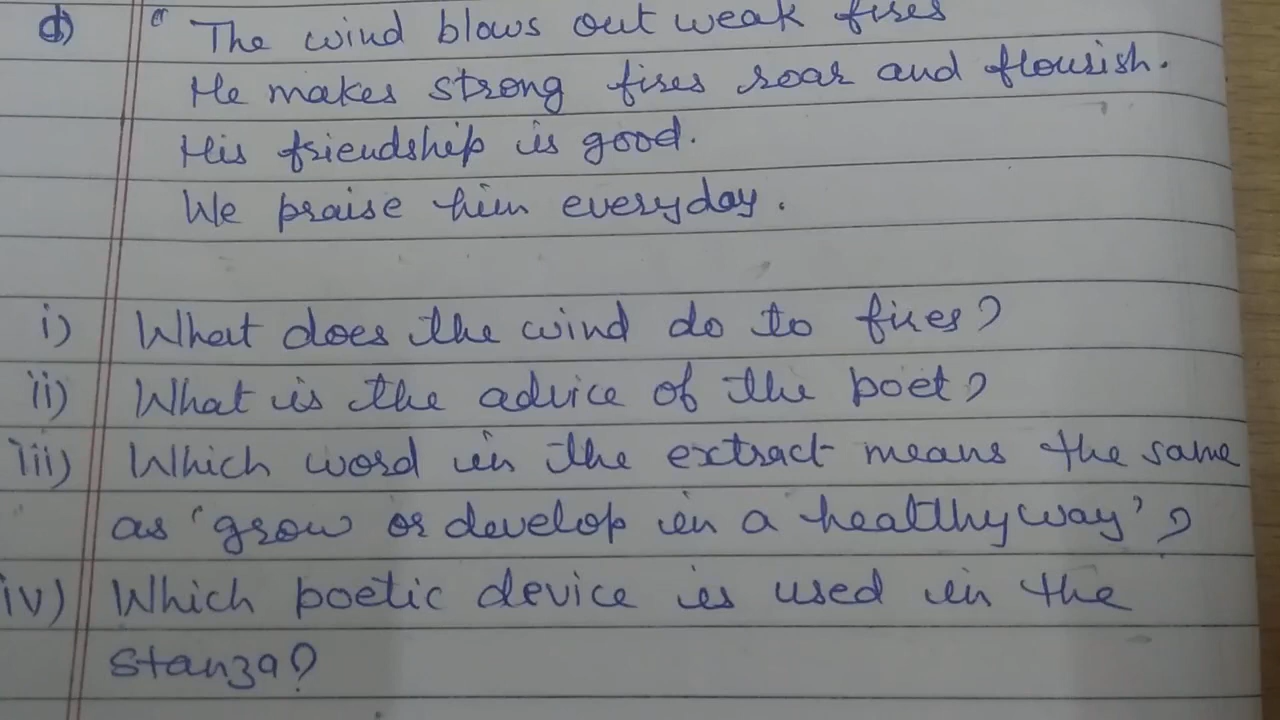 d) " The wind blows out weak fires
He makes strong fires roar and flourish.
His friendship is good.
We praise him everyday.
i) What does the wind do to fires?
ii) What is the advice of the poet?
iii) Which word in the extract means the same
as 'grow or develop in a healthy way'?
iv) Which poetic device is used in the
stanza?